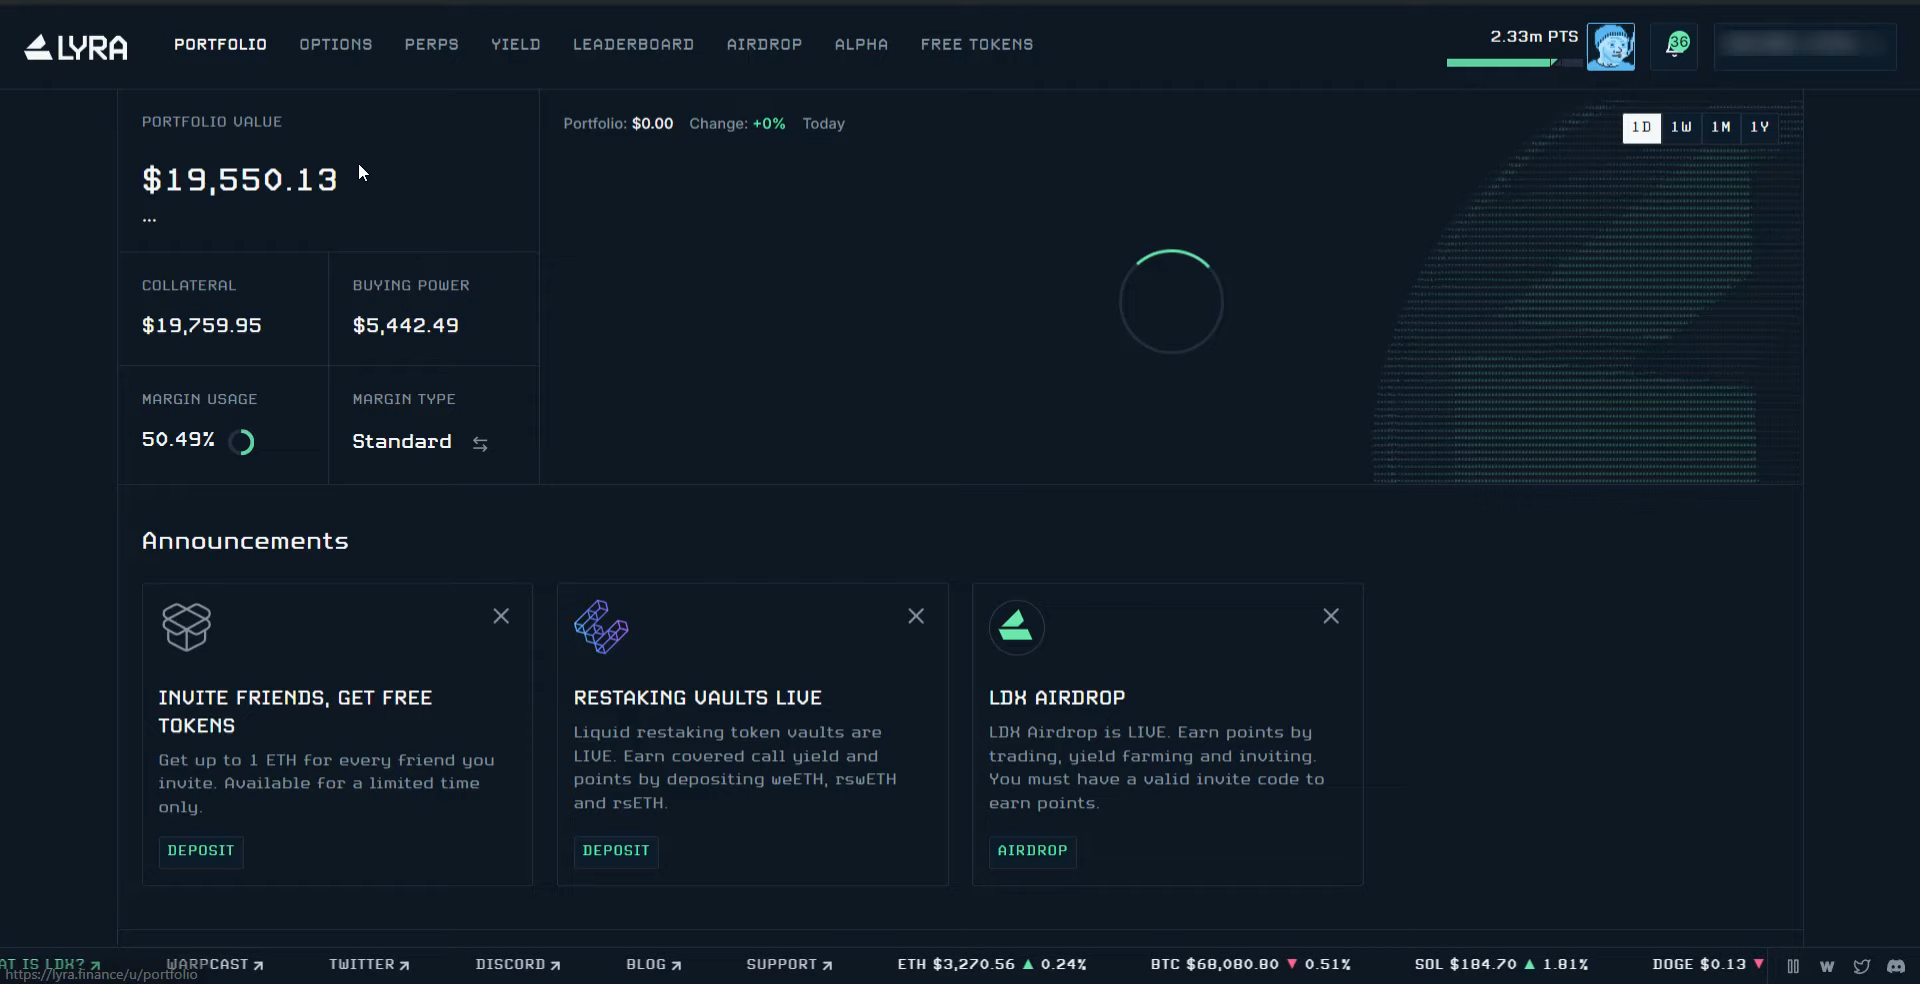 LYRA PORTFOLIO OPTIONS PERPS YIELD LEADERBOARD AIRDROP ALPHA FREE TOKENS 2.33m PTS 36
PORTFOLIO VALUE
$19,550.13
...
COLLATERAL
$19,759.95
BUYING POWER
$5,442.49
MARGIN USAGE
50.49%
MARGIN TYPE
Standard
Portfolio: $0.00 Change: +0% Today
1D 1W 1M 1Y
Announcements
INVITE FRIENDS, GET FREE
TOKENS
Get up to 1 ETH for every friend you
invite. Available for a limited time
only.
DEPOSIT
RESTAKING VAULTS LIVE
Liquid restaking token vaults are
LIVE. Earn covered call yield and
points by depositing weETH, rswETH
and rsETH.
DEPOSIT
LDX AIRDROP
LDX Airdrop is LIVE. Earn points by
trading, yield farming and inviting.
You must have a valid invite code to
earn points.
AIRDROP
AT IS LDX? WARPCAST TWITTER DISCORD BLOG SUPPORT ETH $3,270.56 ▲ 0.24% BTC $68,080.80 ▼ 0.51% SOL $184.70 ▲ 1.81% DOGE $0.13 ▼
https://lyra.finance/u/portfolio